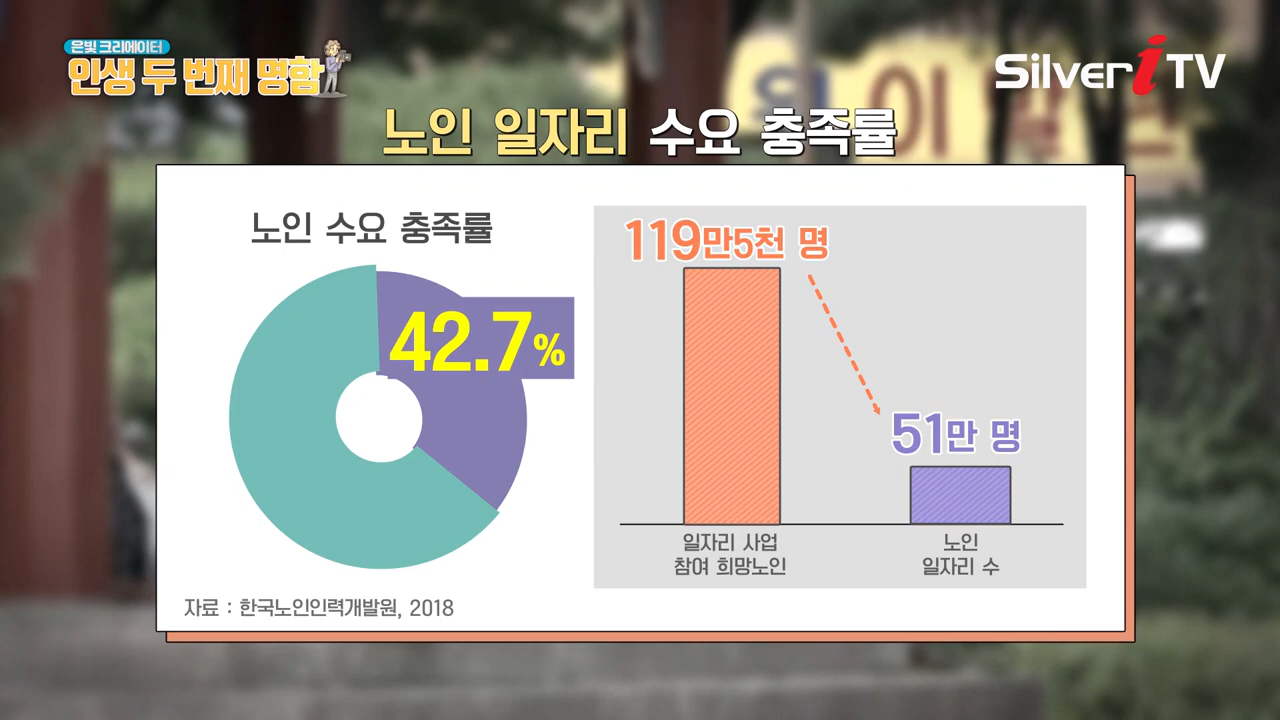 은빛 크리에이터
인생 두 번째 명함
Silver i TV
노인 일자리 수요 충족률
노인 수요 충족률
42.7%
119만5천 명
51만 명
일자리 사업
참여 희망노인
노인
일자리 수
자료 : 한국노인인력개발원, 2018